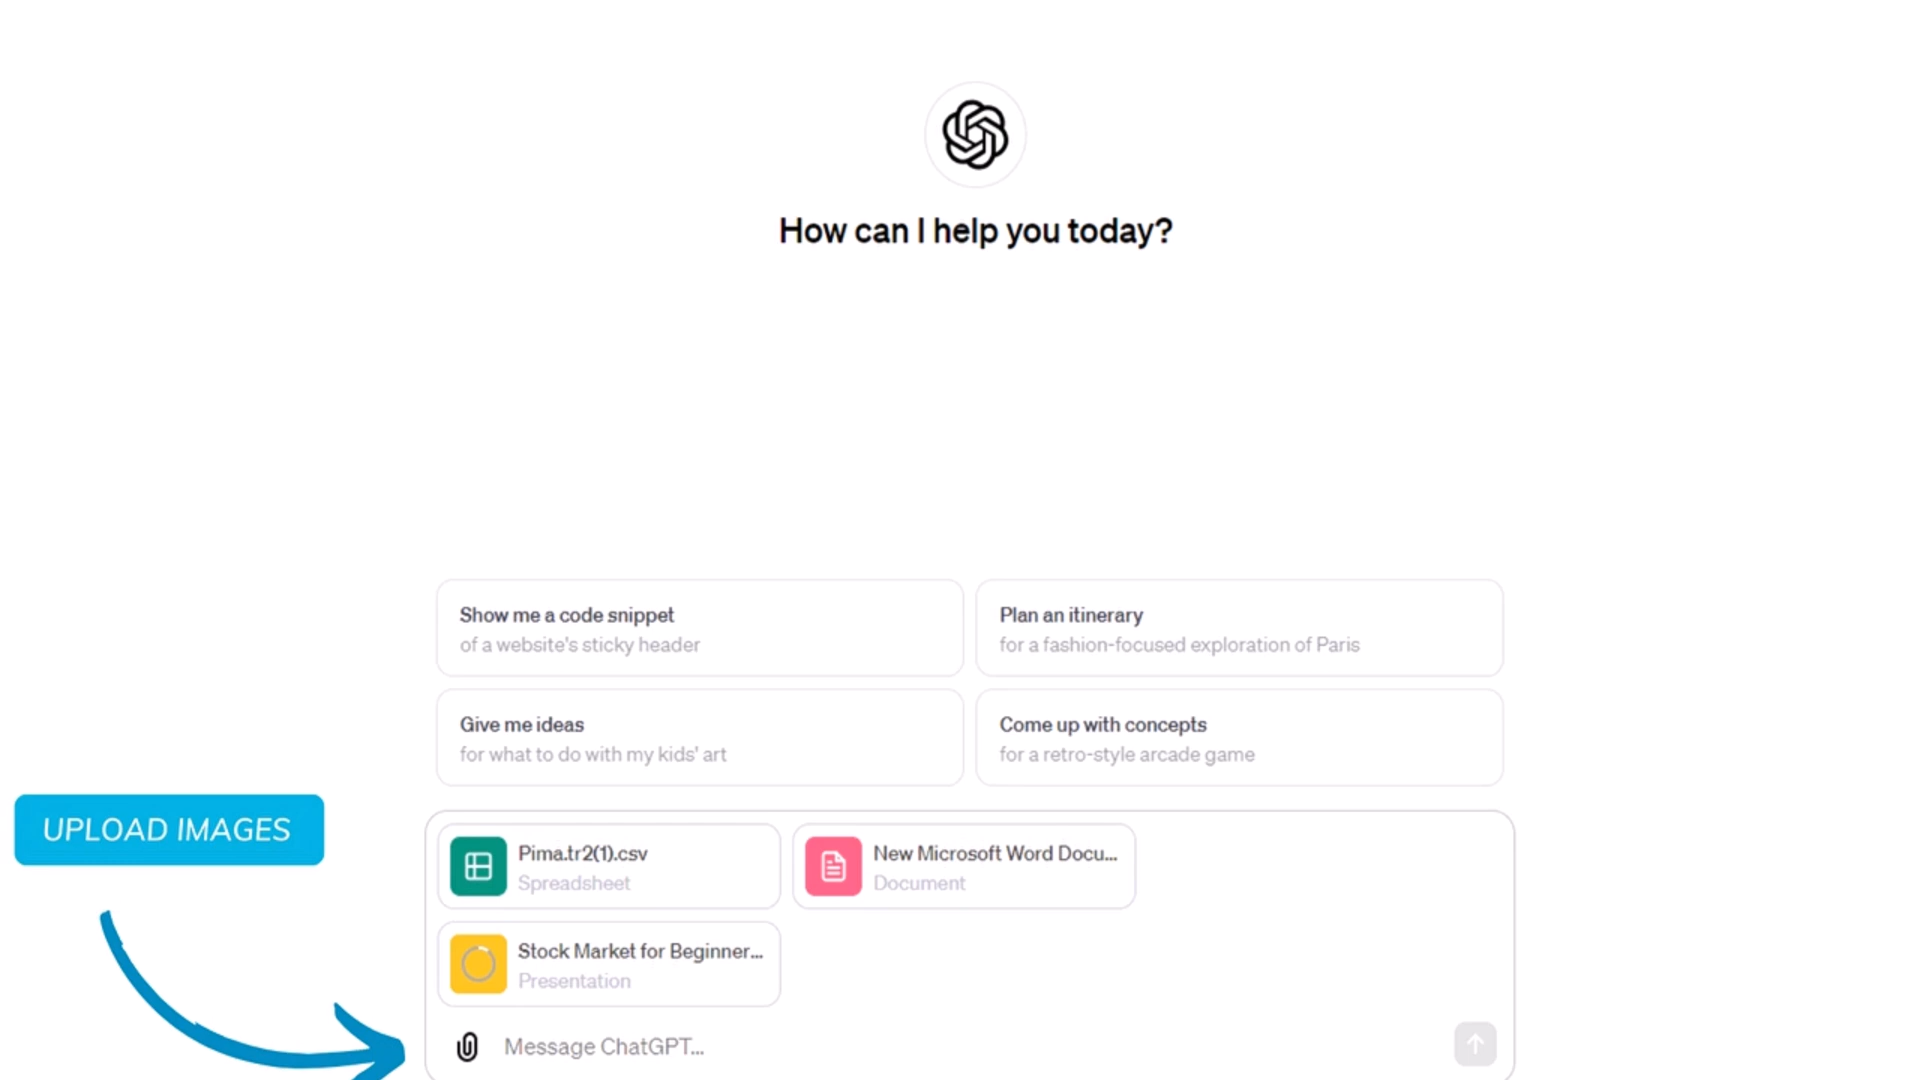 How can I help you today?
Show me a code snippet
of a website's sticky header
Plan an itinerary
for a fashion-focused exploration of Paris
Give me ideas
for what to do with my kids' art
Come up with concepts
for a retro-style arcade game
UPLOAD IMAGES
Pima.tr2(1).csv
Spreadsheet
New Microsoft Word Docu...
Document
Stock Market for Beginner...
Presentation
Message ChatGPT...